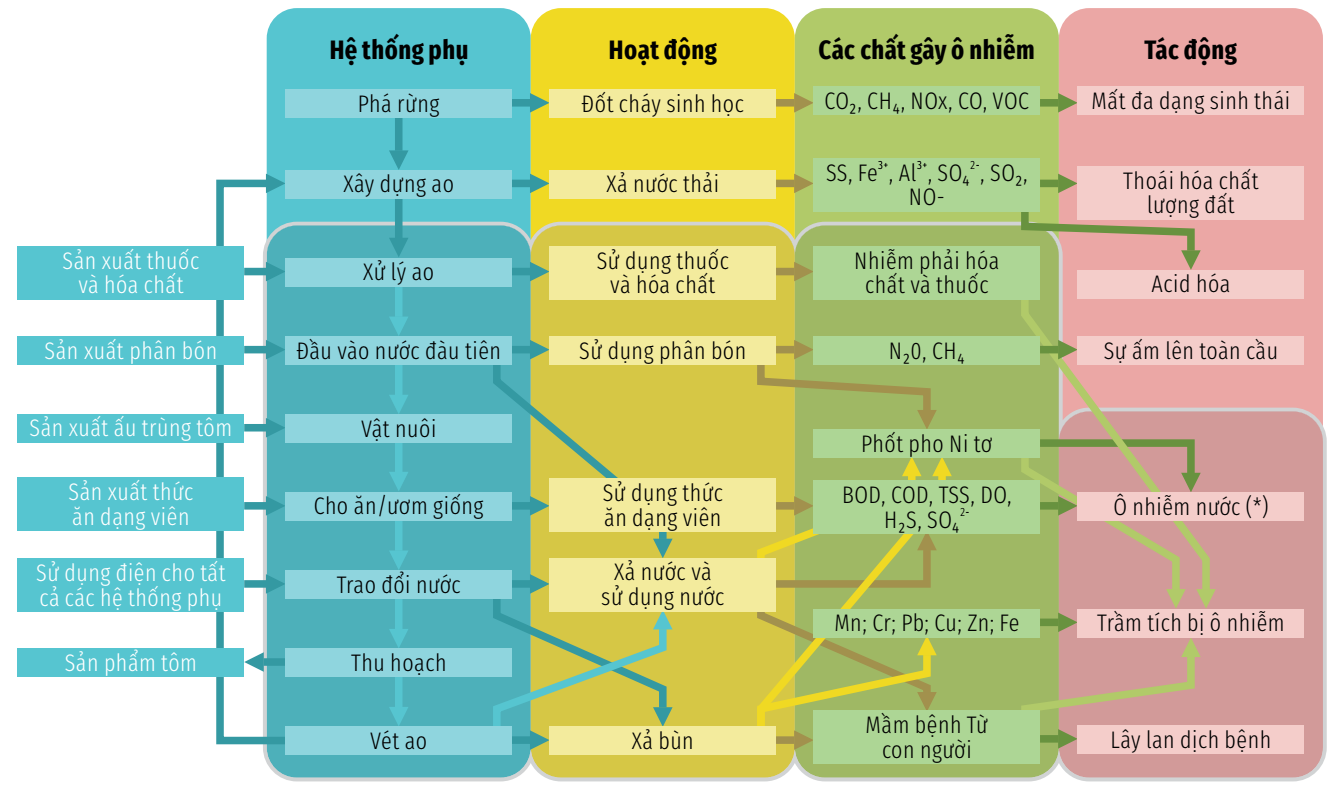 Hệ thống phụ
Hoạt động
Các chất gây ô nhiễm
Tác động
Phá rừng
Đốt cháy sinh học
CO₂, CH₄, NOx, CO, VOC
Mất đa dạng sinh thái
Xây dựng ao
Xả nước thải
SS, Fe³⁺, Al³⁺, SO₄²⁻, SO₂,
NO-
Thoái hóa chất
lượng đất
Sản xuất thuốc
và hóa chất
Xử lý ao
Sử dụng thuốc
và hóa chất
Nhiễm phải hóa
chất và thuốc
Acid hóa
Sản xuất phân bón
Đầu vào nước đàu tiên
Sử dụng phân bón
N₂0, CH₄
Sự ấm lên toàn cầu
Sản xuất ấu trùng tôm
Vật nuôi
Phốt pho Ni tơ
Sản xuất thức
ăn dạng viên
Cho ăn/ươm giống
Sử dụng thức
ăn dạng viên
BOD, COD, TSS, DO,
H₂S, SO₄²⁻
Ô nhiễm nước (*)
Sử dụng điện cho tất
cả các hệ thống phụ
Trao đổi nước
Xả nước và
sử dụng nước
Mn; Cr; Pb; Cu; Zn; Fe
Trầm tích bị ô nhiễm
Sản phẩm tôm
Thu hoạch
Vét ao
Xả bùn
Mầm bệnh Từ
con người
Lây lan dịch bệnh